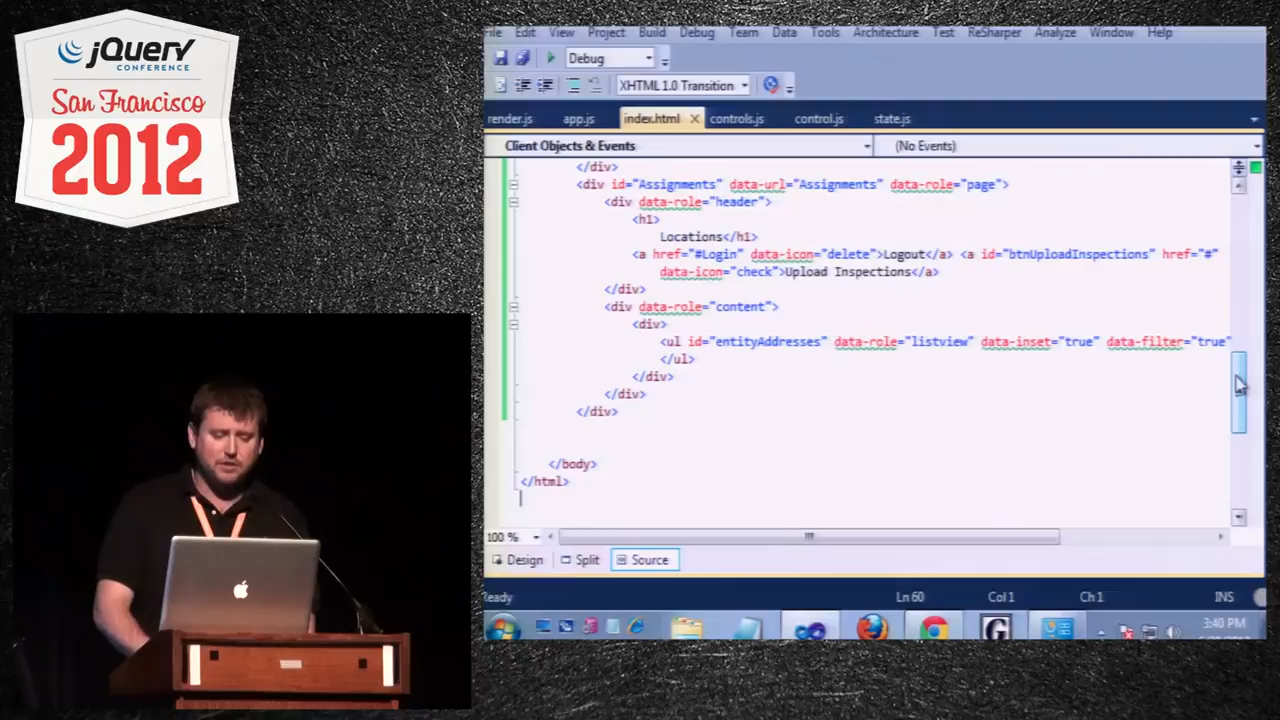 jQuery
CONFERENCE
San Francisco
2012
File Edit View Project Build Debug Team Data Tools Architecture Test ReSharper Analyze Window Help
Debug
XHTML 1.0 Transition
render.js app.js index.html controls.js control.js state.js
Client Objects & Events (No Events)
</div>
<div id="Assignments" data-url="Assignments" data-role="page">
<div data-role="header">
<h1>
Locations</h1>
<a href="#Login" data-icon="delete">Logout</a> <a id="btnUploadInspections" href="#"
data-icon="check">Upload Inspections</a>
</div>
<div data-role="content">
<div>
<ul id="entityAddresses" data-role="listview" data-inset="true" data-filter="true"
</ul>
</div>
</div>
</div>
</body>
</html>
100 %
Design Split Source
Ready Ln 60 Col 1 Ch 1 INS
3:40 PM